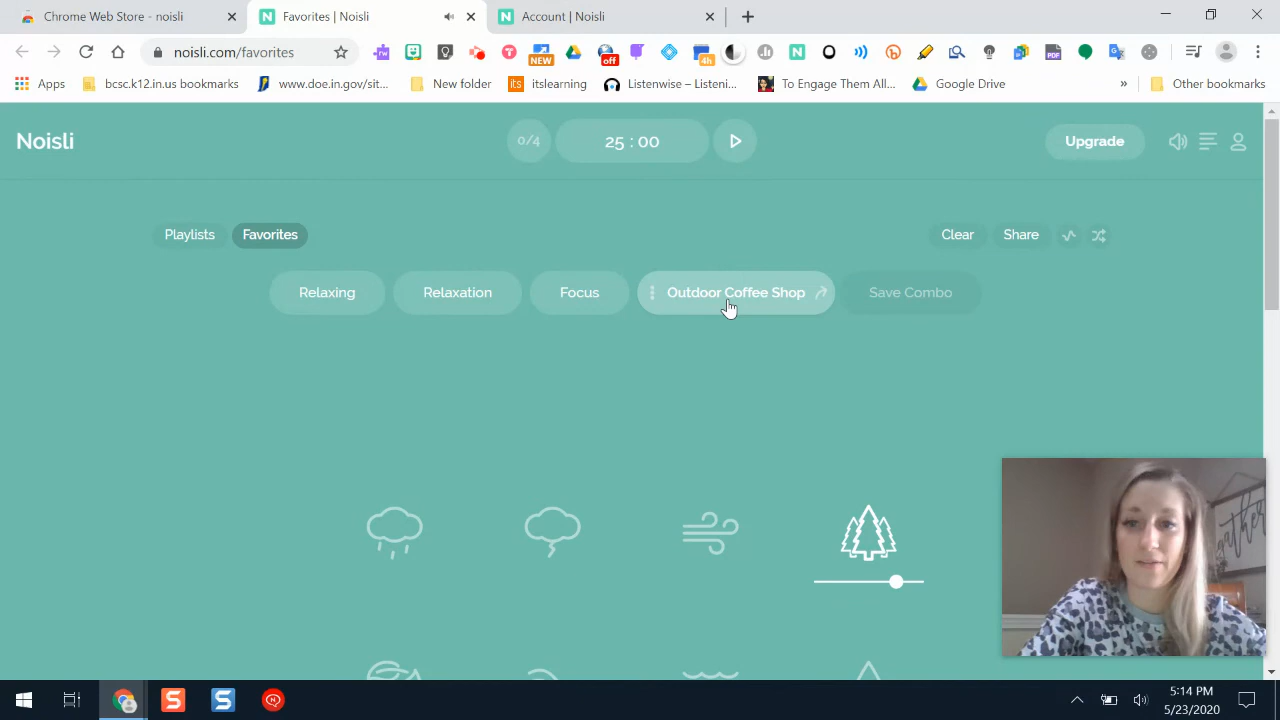 Chrome Web Store - noisli
Favorites | Noisli
Account | Noisli
noisli.com/favorites
NEW
off
4h
PDF
Apps
bcsc.k12.in.us bookmarks
www.doe.in.gov/sit...
New folder
its
itslearning
Listenwise – Listeni...
To Engage Them All...
Google Drive
»
Other bookmarks
Noisli
0/4
25 : 00
Upgrade
Playlists
Favorites
Clear
Share
Relaxing
Relaxation
Focus
Outdoor Coffee Shop
Save Combo
5:14 PM
5/23/2020